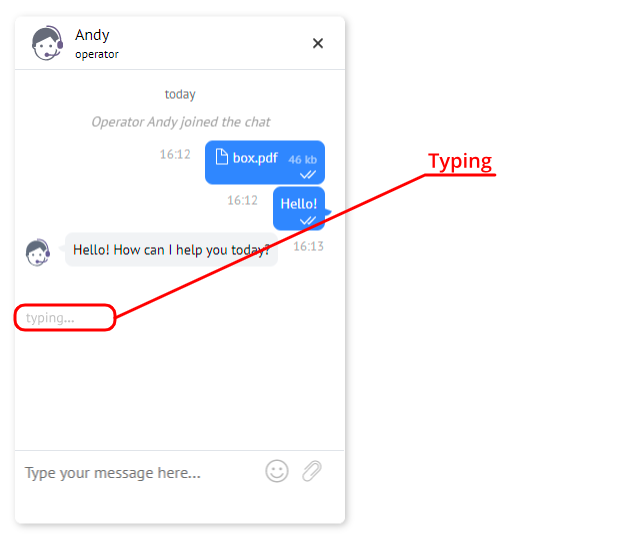 Andy
operator
today
Operator Andy joined the chat
16:12 box.pdf 46 kb
16:12 Hello!
Hello! How can I help you today? 16:13
typing...
Typing
Type your message here...